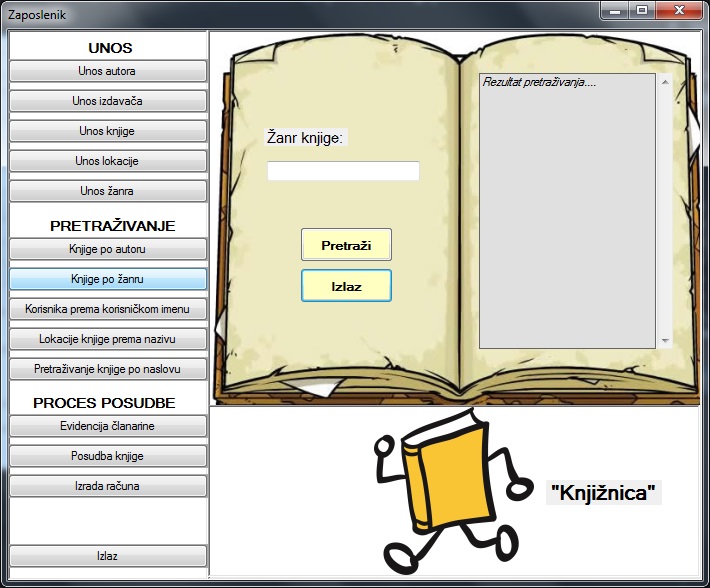 Zaposlenik
UNOS
Unos autora
Unos izdavača
Unos knjige
Unos lokacije
Unos žanra
PRETRAŽIVANJE
Knjige po autoru
Knjige po žanru
Korisnika prema korisničkom imenu
Lokacije knjige prema nazivu
Pretraživanje knjige po naslovu
PROCES POSUDBE
Evidencija članarine
Posudba knjige
Izrada računa
Izlaz
Žanr knjige:
Pretraži
Izlaz
Rezultat pretraživanja....
"Knjižnica"